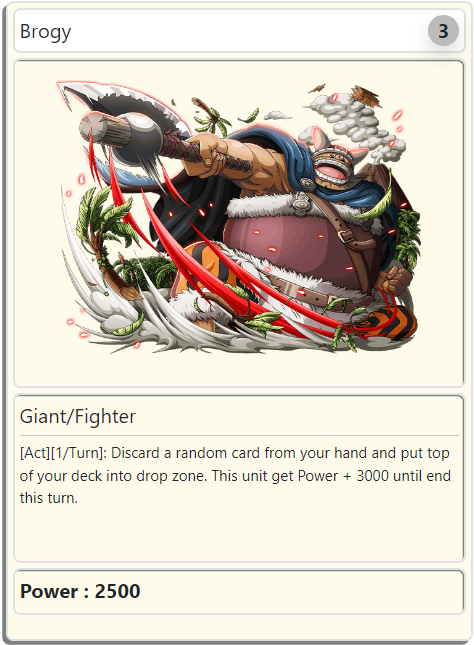 Brogy
3
Giant/Fighter
[Act][1/Turn]: Discard a random card from your hand and put top
of your deck into drop zone. This unit get Power + 3000 until end
this turn.
Power : 2500